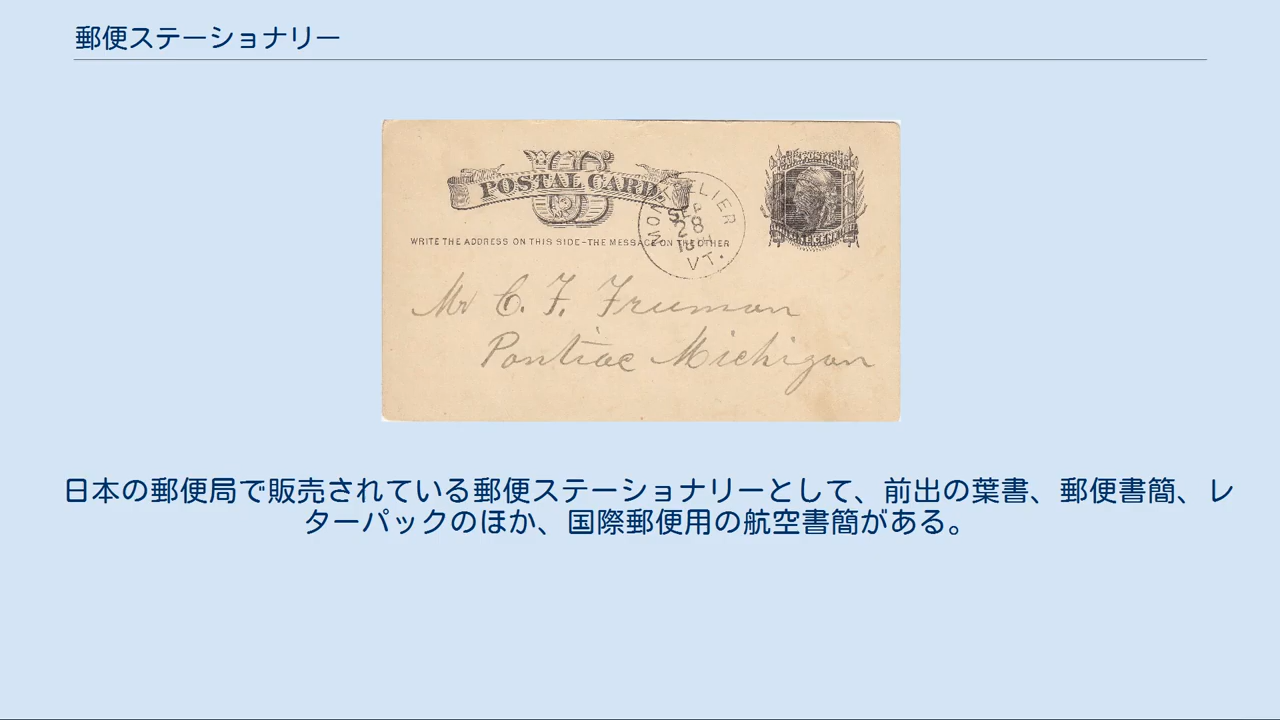 郵便ステーショナリー
POSTAL CARD.
WRITE THE ADDRESS ON THIS SIDE-THE MESSAGE ON THE OTHER
SEP
28
VT.
Mr C. F. Fruman
Pontiac Michigan
日本の郵便局で販売されている郵便ステーショナリーとして、前出の葉書、郵便書簡、レ
ターパックのほか、国際郵便用の航空書簡がある。